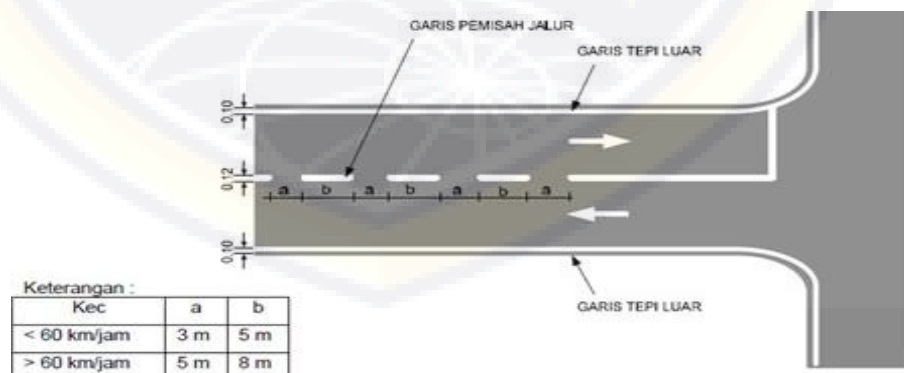 GARIS PEMISAH JALUR
GARIS TEPI LUAR
0,10
0,12
a b a b a b a
0,10
GARIS TEPI LUAR
Keterangan :
Kec a b
< 60 km/jam 3 m 5 m
> 60 km/jam 5 m 8 m